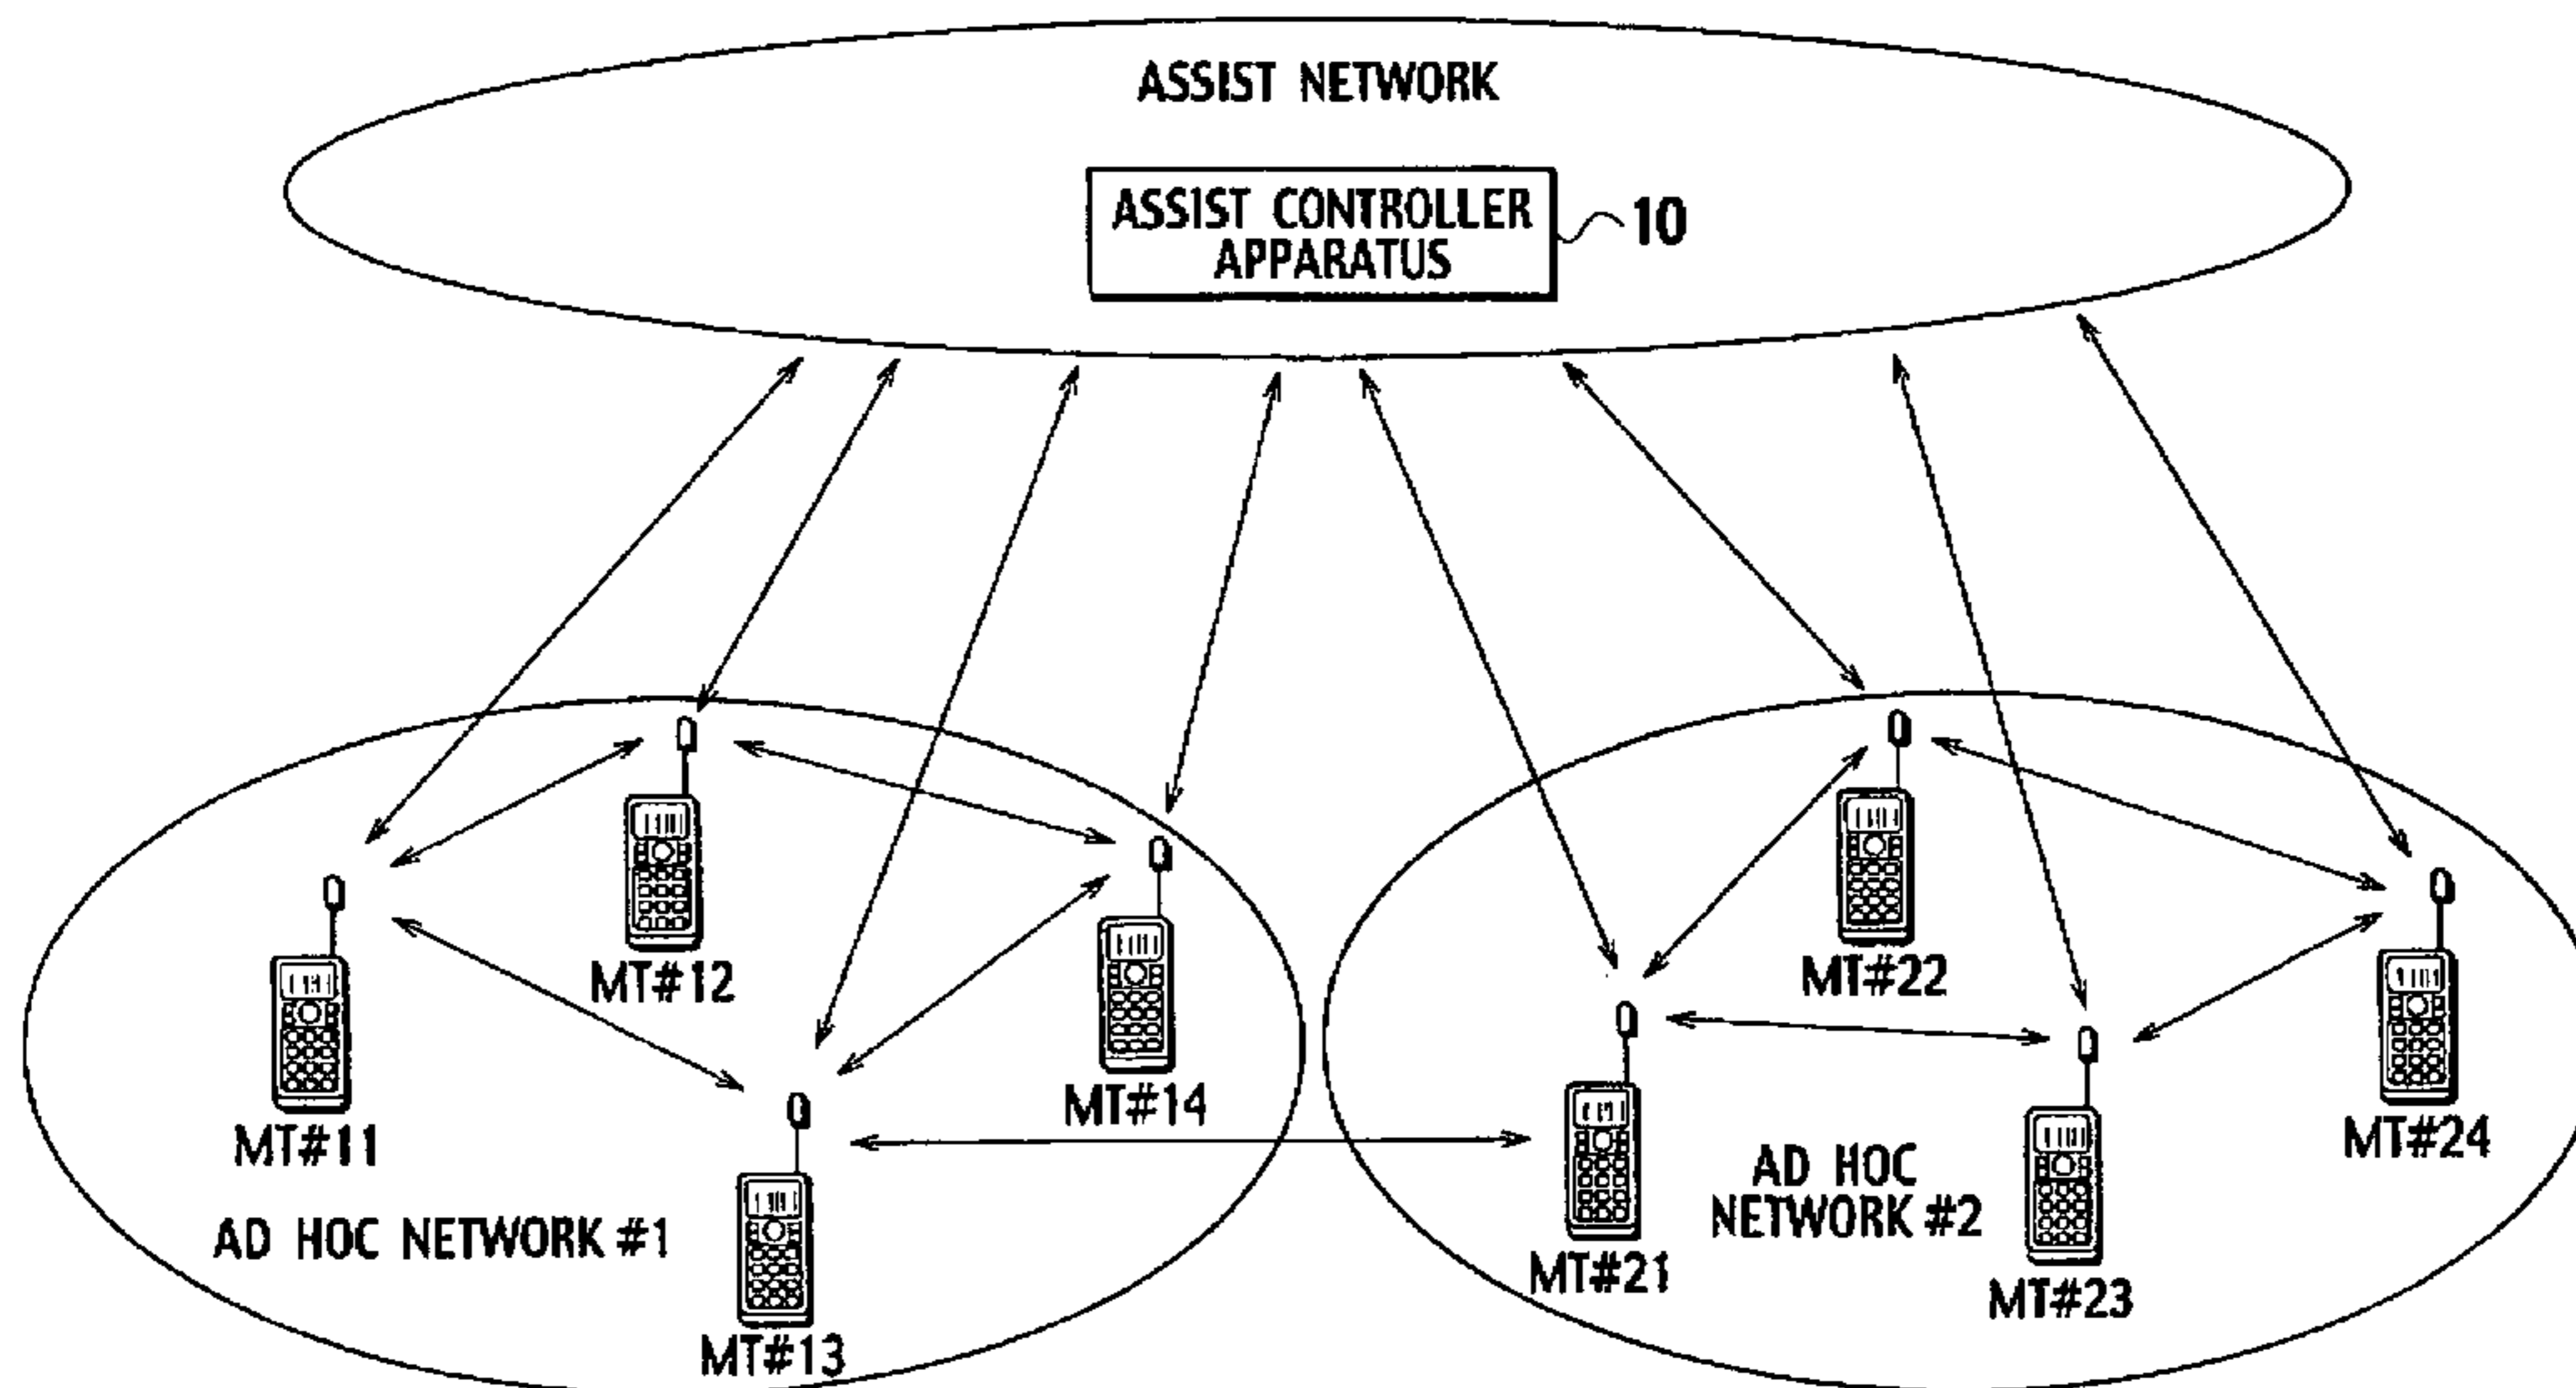 ASSIST NETWORK
ASSIST CONTROLLER
APPARATUS
10
MT#12
MT#22
MT#14
MT#11
MT#24
AD HOC
NETWORK #2
AD HOC NETWORK #1
MT#21
MT#23
MT#13